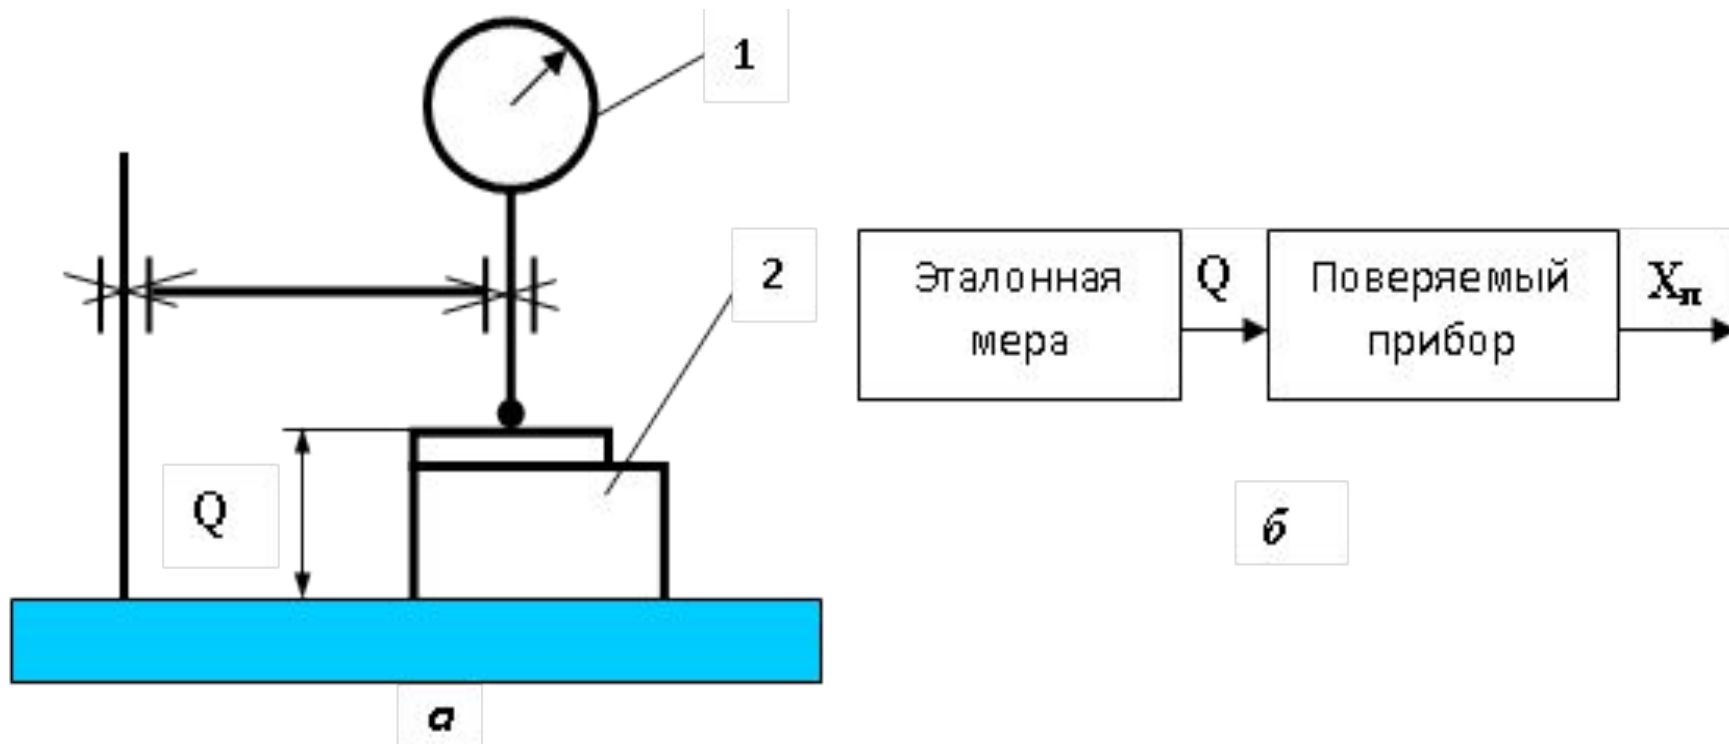 1
2
Q
Эталонная
мера
Q
Поверяемый
прибор
Xп
а
б